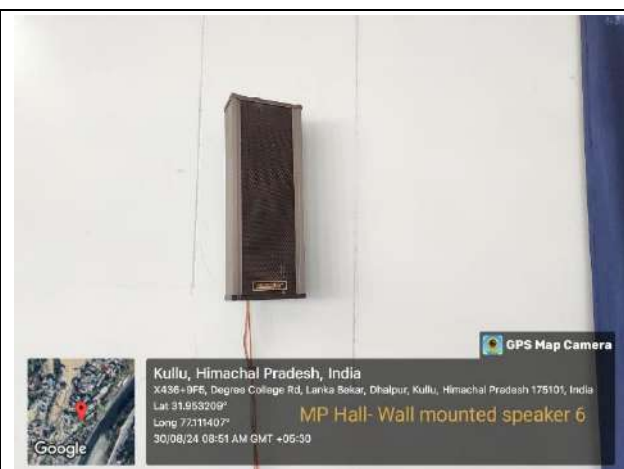 GPS Map Camera
Kullu, Himachal Pradesh, India
X436+9F5, Degree College Rd, Lanka Bekar, Dhalpur, Kullu, Himachal Pradesh 175101, India
Lat 31.953209°
Long 77.111407°
MP Hall- Wall mounted speaker 6
30/08/24 08:51 AM GMT +05:30
Google